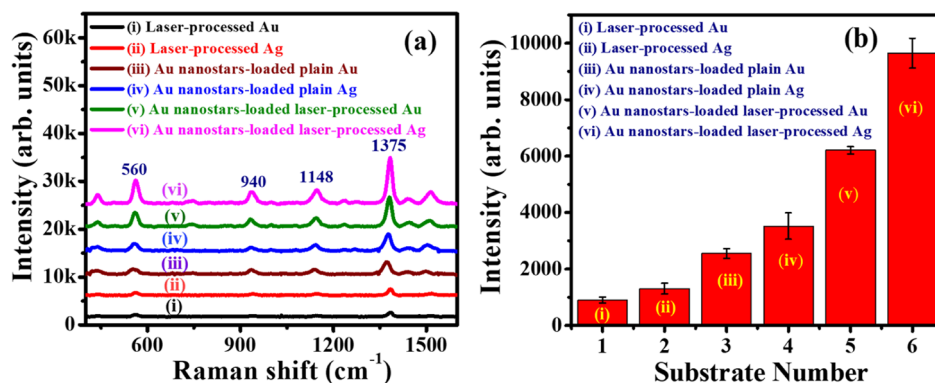 (a)
(i) Laser-processed Au
(ii) Laser-processed Ag
(iii) Au nanostars-loaded plain Au
(iv) Au nanostars-loaded plain Ag
(v) Au nanostars-loaded laser-processed Au
(vi) Au nanostars-loaded laser-processed Ag
Intensity (arb. units)
60k
50k
40k
30k
20k
10k
0
560
940
1148
1375
(vi)
(v)
(iv)
(iii)
(ii)
(i)
600
900
1200
1500
Raman shift (cm-1)
(b)
(i) Laser-processed Au
(ii) Laser-processed Ag
(iii) Au nanostars-loaded plain Au
(iv) Au nanostars-loaded plain Ag
(v) Au nanostars-loaded laser-processed Au
(vi) Au nanostars-loaded laser-processed Ag
Intensity (arb. units)
10000
8000
6000
4000
2000
0
(i)
(ii)
(iii)
(iv)
(v)
(vi)
1 2 3 4 5 6
Substrate Number